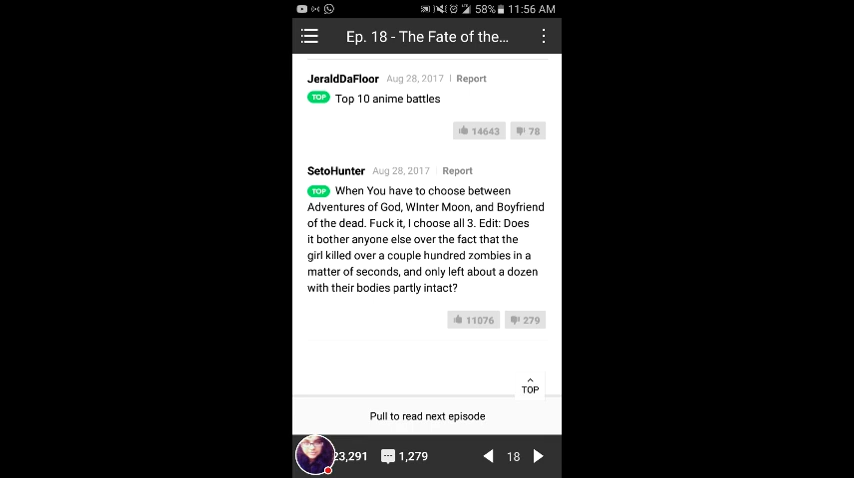 58% 11:56 AM
Ep. 18 - The Fate of the...
JeraldDaFloor Aug 28, 2017 | Report
TOP Top 10 anime battles
14643 78
SetoHunter Aug 28, 2017 | Report
TOP When You have to choose between
Adventures of God, WInter Moon, and Boyfriend
of the dead. Fuck it, I choose all 3. Edit: Does
it bother anyone else over the fact that the
girl killed over a couple hundred zombies in a
matter of seconds, and only left about a dozen
with their bodies partly intact?
11076 279
TOP
Pull to read next episode
23,291 1,279 18